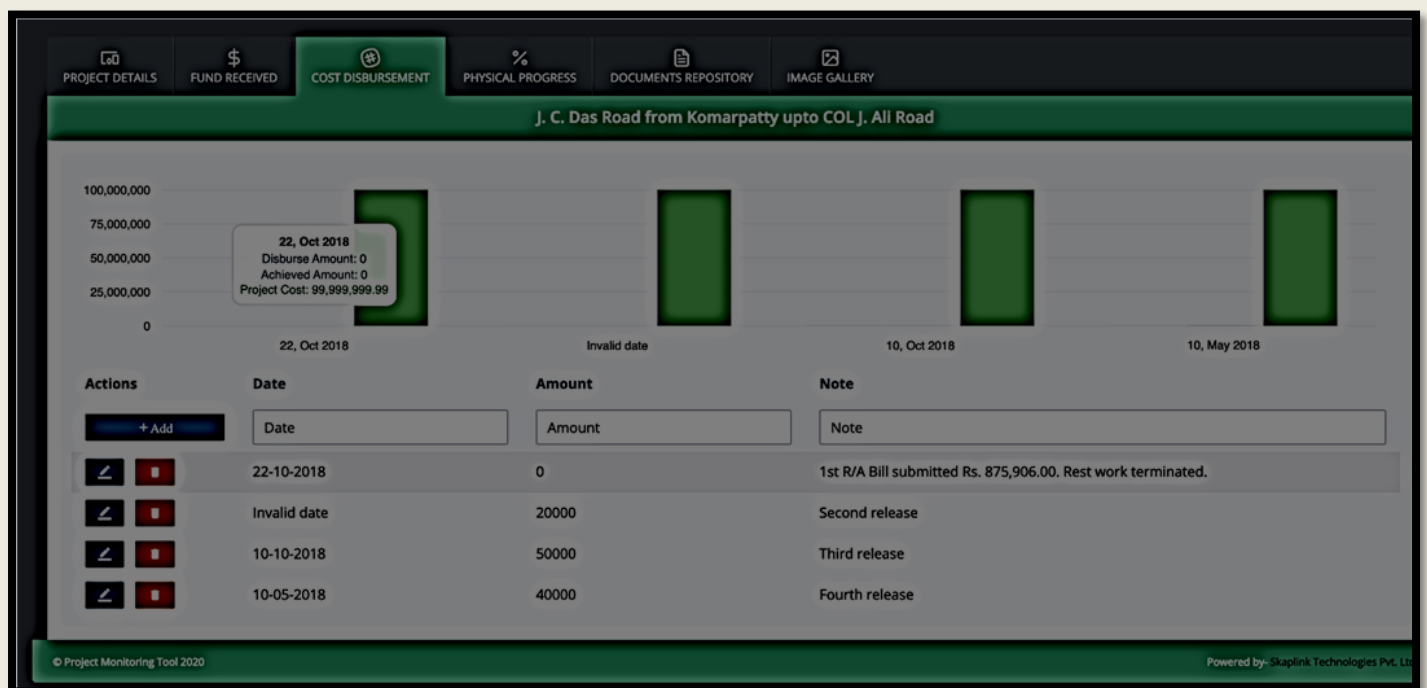 PROJECT DETAILS FUND RECEIVED COST DISBURSEMENT PHYSICAL PROGRESS DOCUMENTS REPOSITORY IMAGE GALLERY
J. C. Das Road from Komarpatty upto COL J. Ali Road
100,000,000
75,000,000
50,000,000
25,000,000
0
22, Oct 2018
Disburse Amount: 0
Achieved Amount: 0
Project Cost: 99,999,999.99
22, Oct 2018 Invalid date 10, Oct 2018 10, May 2018
Actions Date Amount Note
+ Add Date Amount Note
22-10-2018 0 1st R/A Bill submitted Rs. 875,906.00. Rest work terminated.
Invalid date 20000 Second release
10-10-2018 50000 Third release
10-05-2018 40000 Fourth release
© Project Monitoring Tool 2020 Powered by- Skaplink Technologies Pvt. Ltd